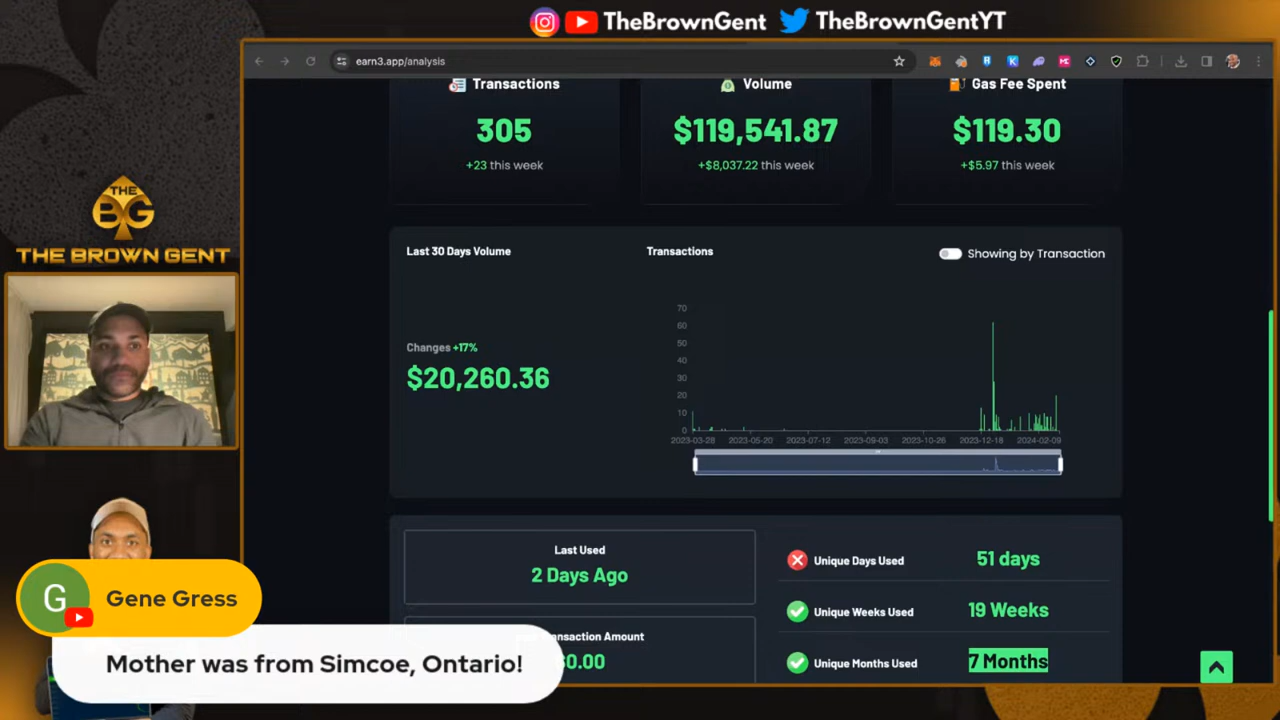 TheBrownGent TheBrownGentYT
earn3.app/analysis
Transactions
305
+23 this week
Volume
$119,541.87
+$8,037.22 this week
Gas Fee Spent
$119.30
+$5.97 this week
THE
BG
THE BROWN GENT
Last 30 Days Volume
Changes +17%
$20,260.36
Transactions
Showing by Transaction
70
60
50
40
30
20
10
0
2023-03-28 2023-05-20 2023-07-12 2023-09-03 2023-10-26 2023-12-18 2024-02-09
Last Used
2 Days Ago
Transaction Amount
0.00
Unique Days Used 51 days
Unique Weeks Used 19 Weeks
Unique Months Used 7 Months
G
Gene Gress
Mother was from Simcoe, Ontario!